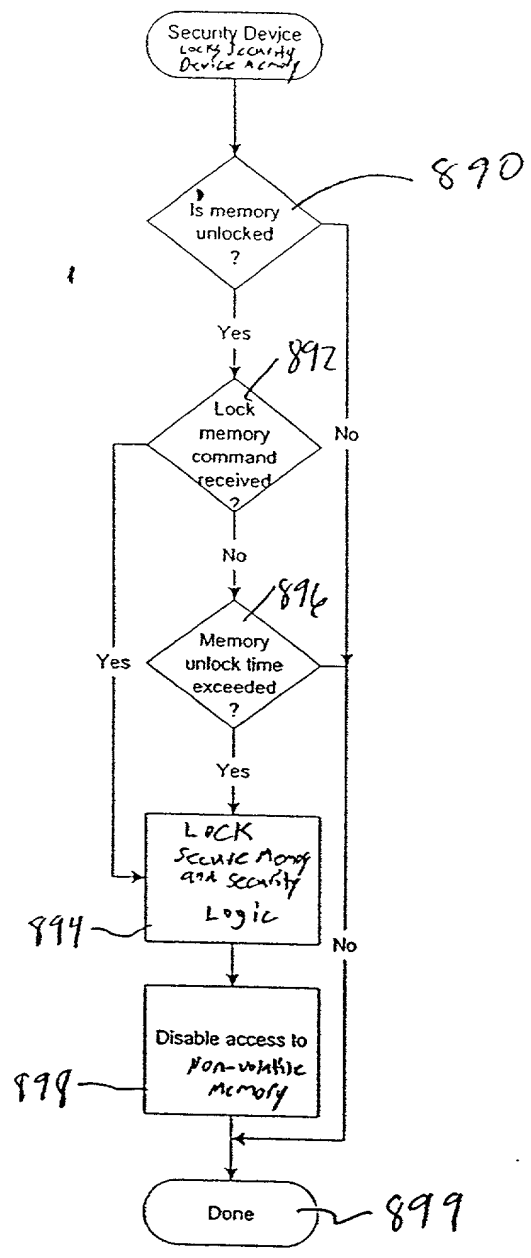 Security Device
Locks Security
Device Memory
890
Is memory
unlocked
?
Yes
892
Lock
memory
command
received
?
No
No
896
Memory
unlock time
exceeded
?
Yes
Yes
LOCK
Secure Memory
and Security
Logic
894
No
Disable access to
Non-volatile
Memory
898
Done
899